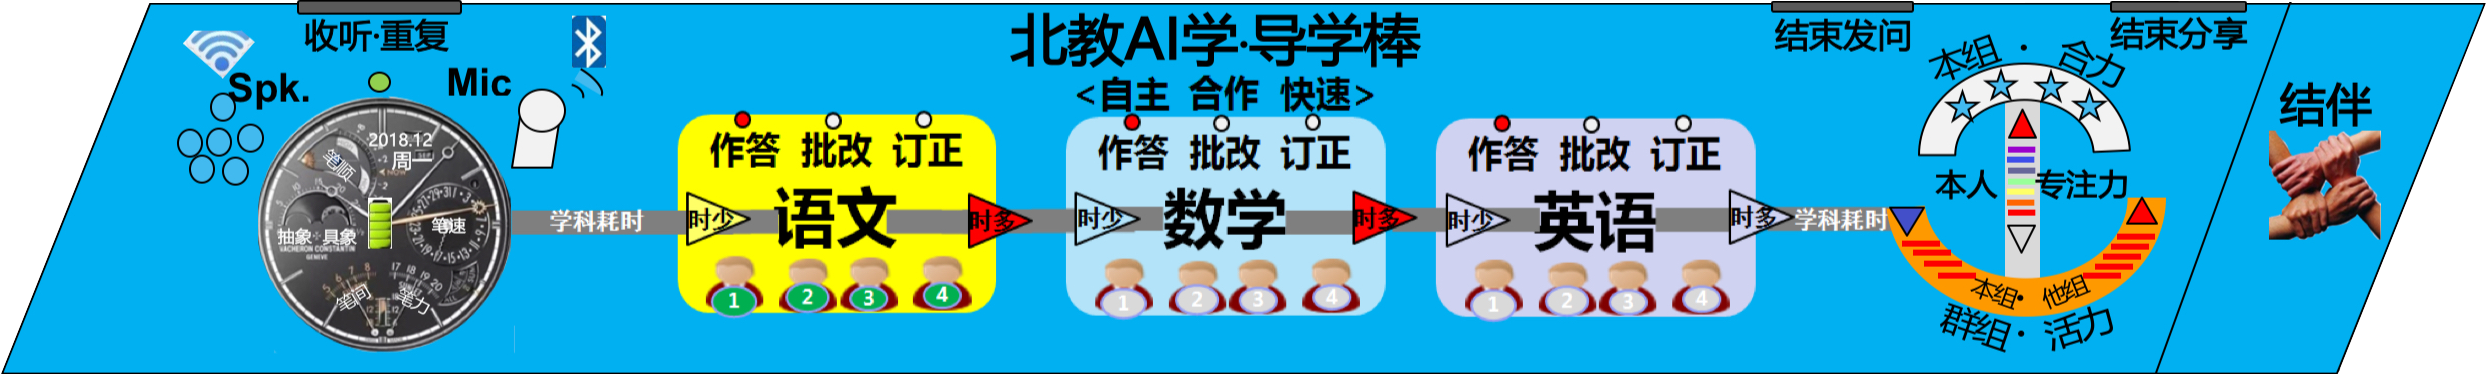 收听·重复
Spk.
Mic
2018.12
周
笔顺
NOW
SEP
笔速
抽象
具象
VACHERON CONSTANTIN
GENEVE
笔间
笔力
学科耗时
北教AI学·导学棒
<自主 合作 快速>
作答 批改 订正
时少
语文
时多
1 2 3 4
作答 批改 订正
时少
数学
时多
1 2 3 4
作答 批改 订正
时少
英语
时多
1 2 3 4
学科耗时
结束发问
结束分享
本组·合力
本人 专注力
本组·他组
群组·活力
结伴